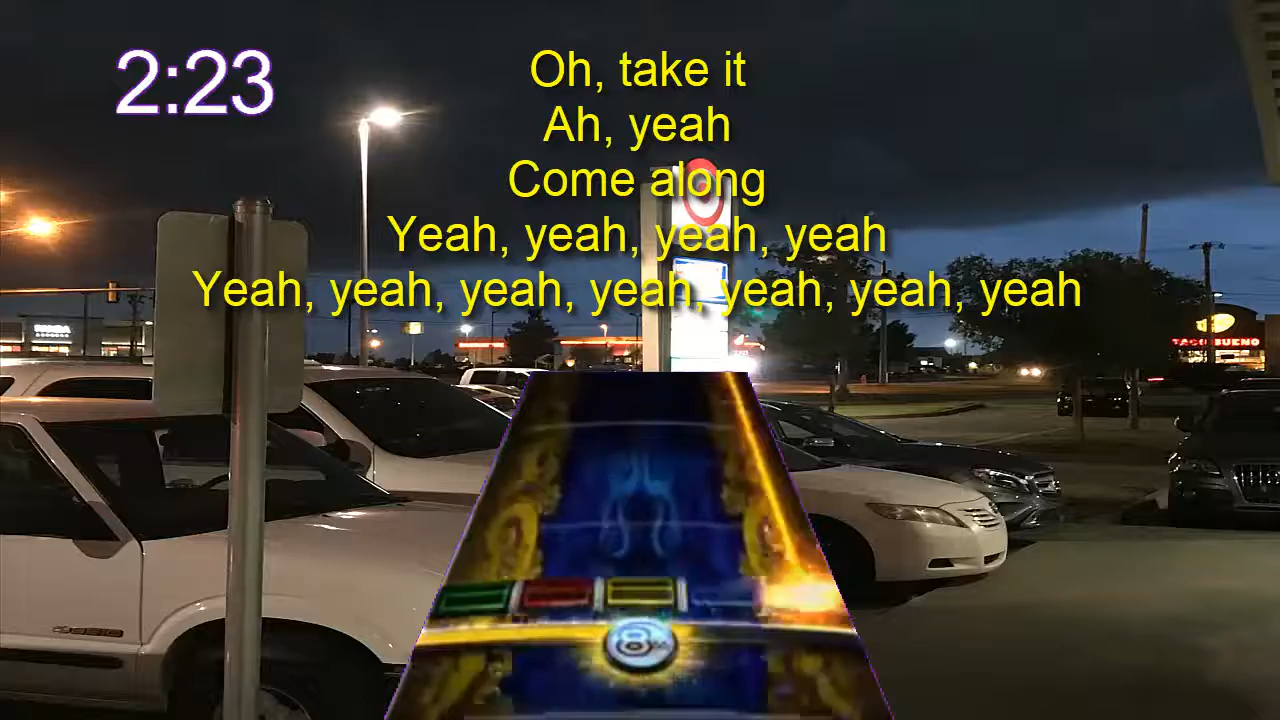 2:23
Oh, take it
Ah, yeah
Come along
Yeah, yeah, yeah, yeah
Yeah, yeah, yeah, yeah, yeah, yeah, yeah
TACO BUENO
8